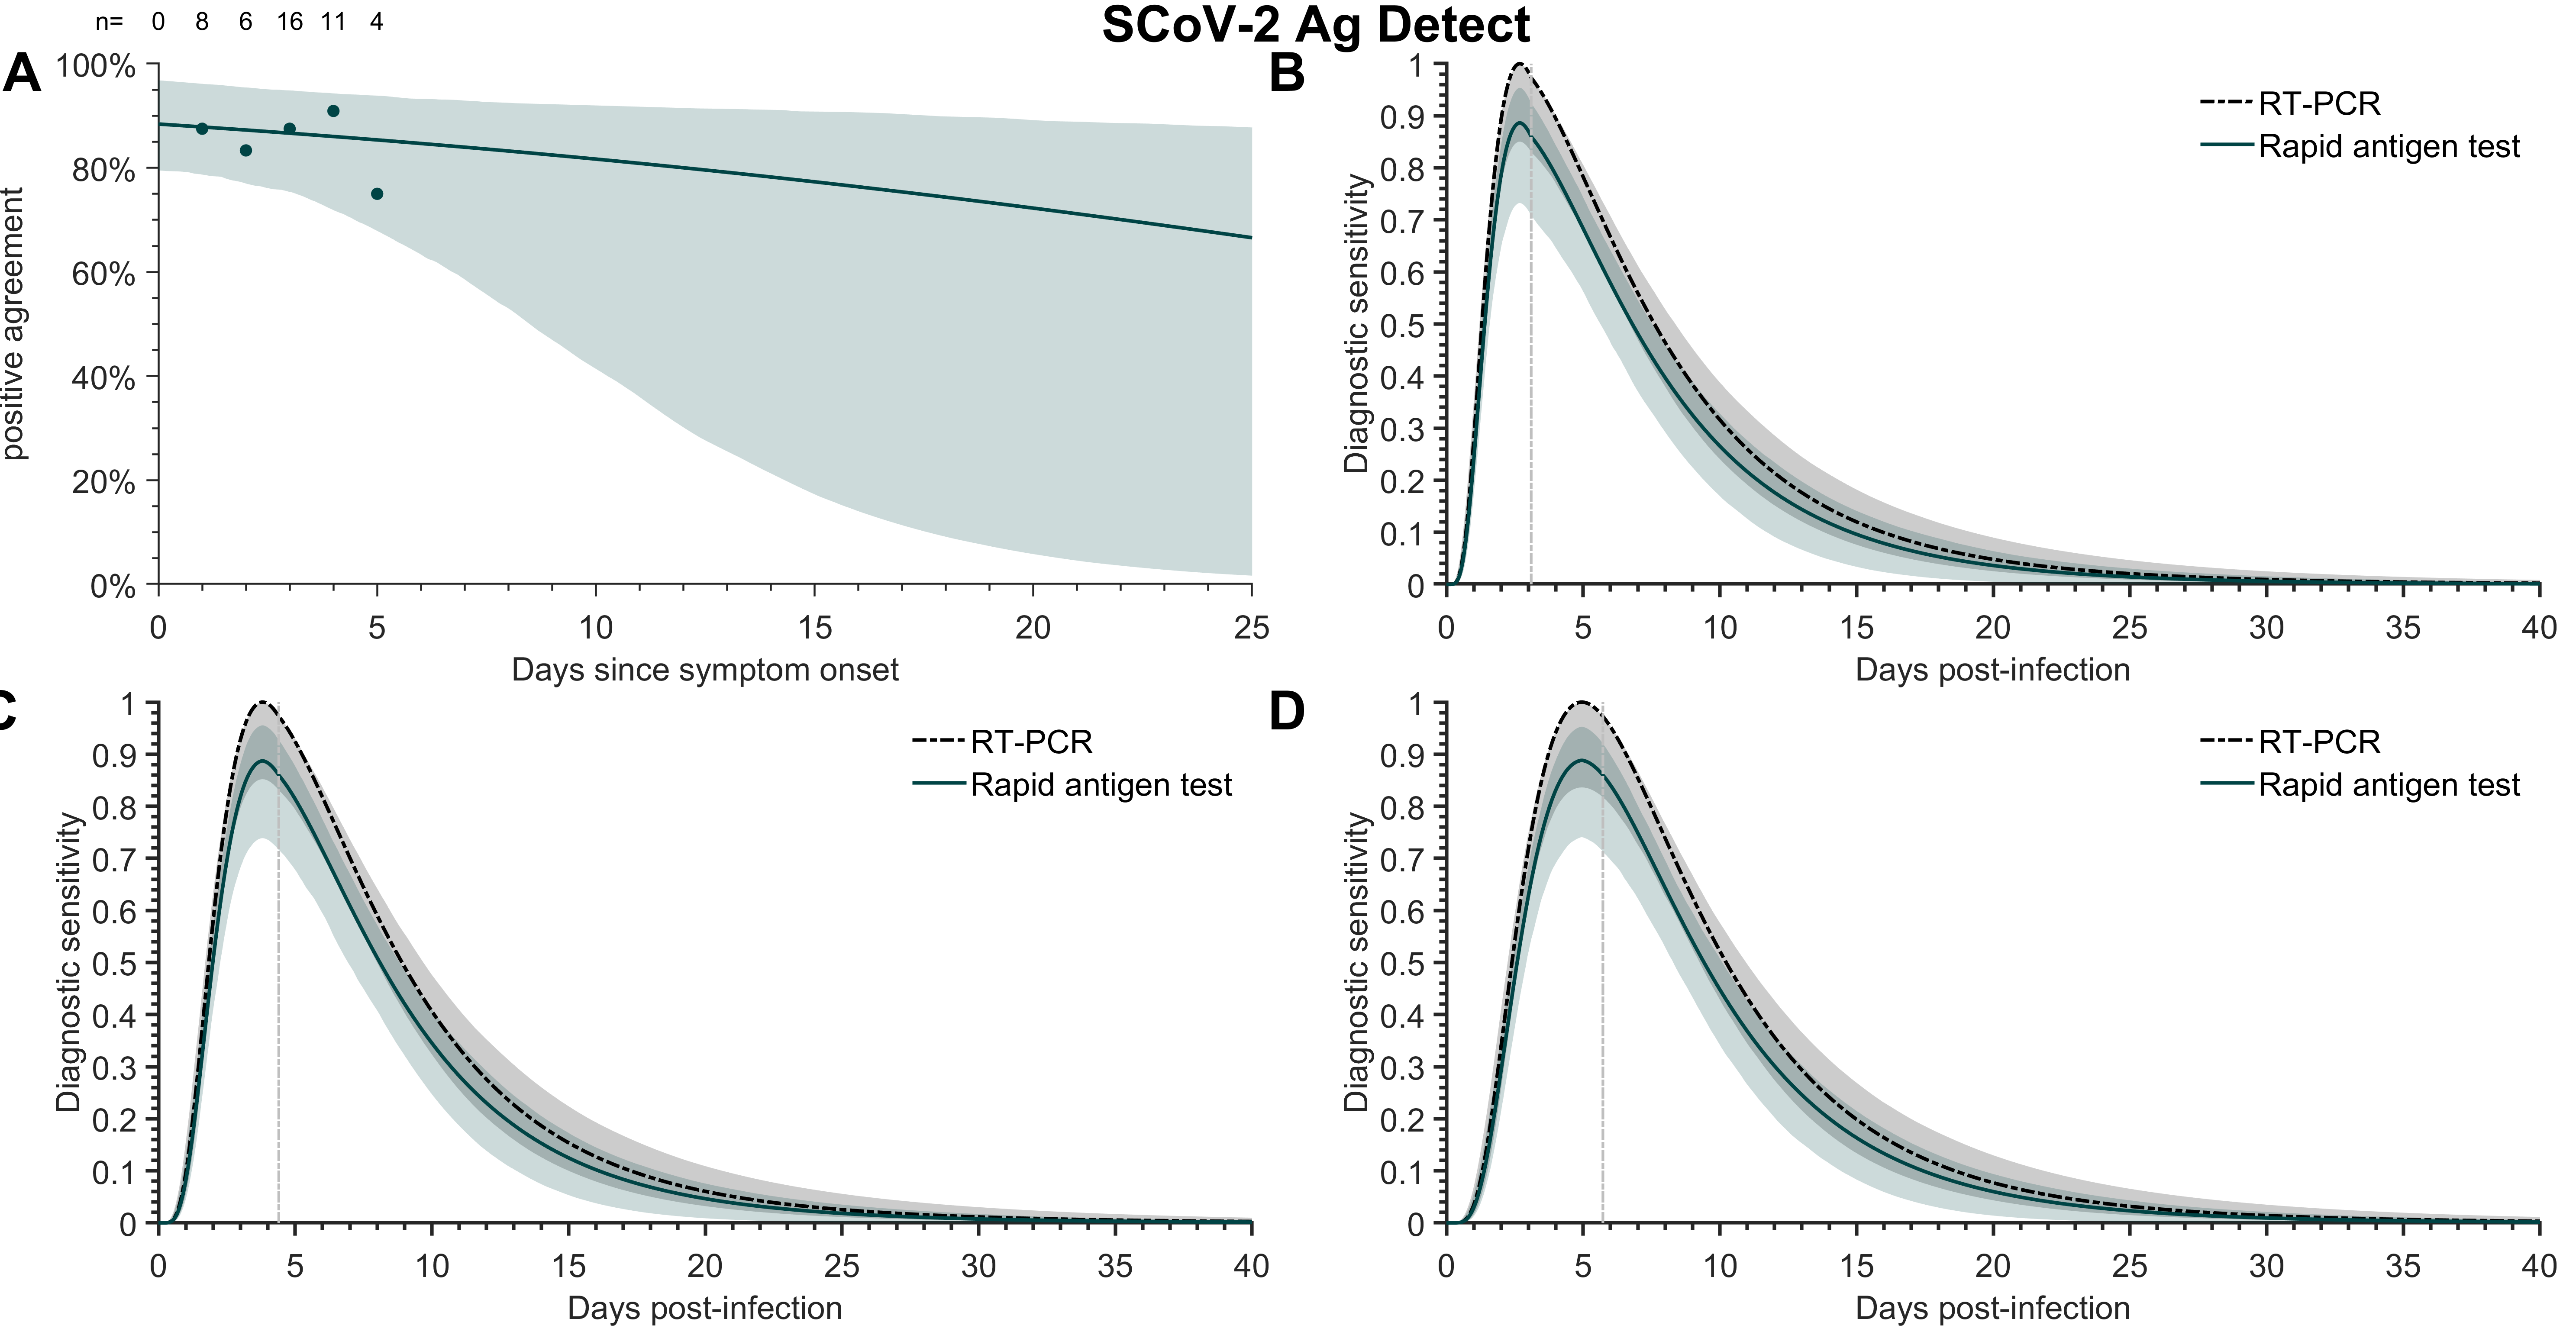 SCoV-2 Ag Detect
n= 0 8 6 16 11 4
A
100%
80%
60%
40%
20%
0%
positive agreement
0 5 10 15 20 25
Days since symptom onset
B
1
0.9
0.8
0.7
0.6
0.5
0.4
0.3
0.2
0.1
0
Diagnostic sensitivity
RT-PCR
Rapid antigen test
0 5 10 15 20 25 30 35 40
Days post-infection
C
1
0.9
0.8
0.7
0.6
0.5
0.4
0.3
0.2
0.1
0
Diagnostic sensitivity
RT-PCR
Rapid antigen test
0 5 10 15 20 25 30 35 40
Days post-infection
D
1
0.9
0.8
0.7
0.6
0.5
0.4
0.3
0.2
0.1
0
Diagnostic sensitivity
RT-PCR
Rapid antigen test
0 5 10 15 20 25 30 35 40
Days post-infection